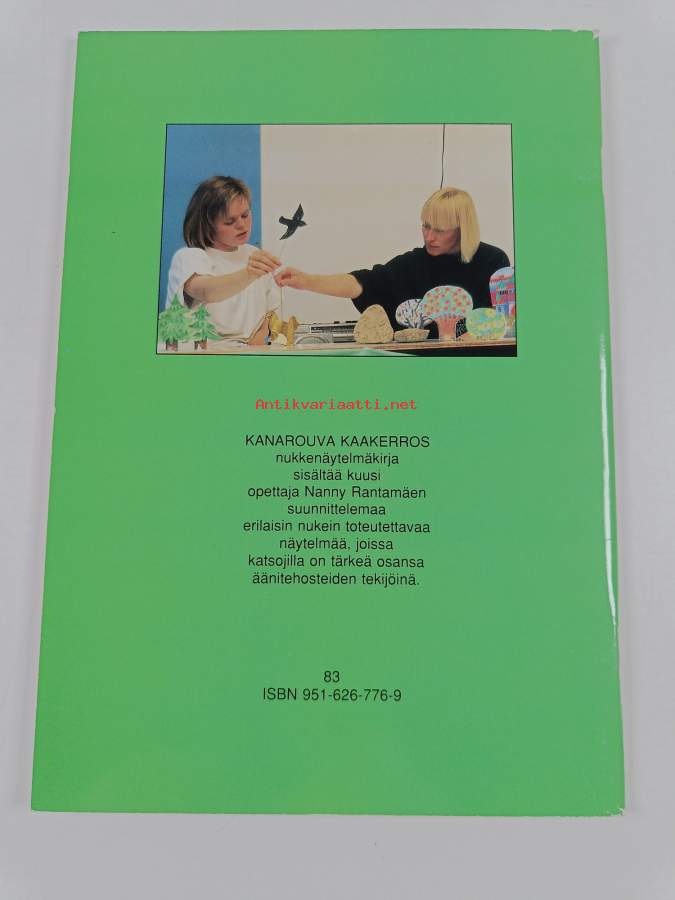 Antikvariaatti.net
KANAROUVA KAAKERROS
nukkenäytelmäkirja
sisältää kuusi
opettaja Nanny Rantamäen
suunnittelemaa
erilaisin nukein toteutettavaa
näytelmää, joissa
katsojilla on tärkeä osansa
äänitehosteiden tekijöinä.
83
ISBN 951-626-776-9